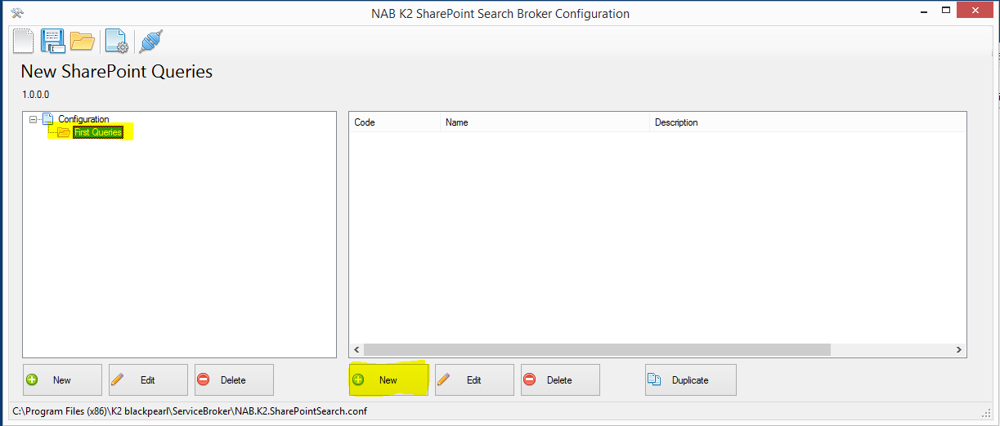 NAB K2 SharePoint Search Broker Configuration
New SharePoint Queries
1.0.0.0
Configuration
First Queries
Code Name Description
New Edit Delete New Edit Delete Duplicate
C:\Program Files (x86)\K2 blackpearl\ServiceBroker\NAB.K2.SharePointSearch.conf